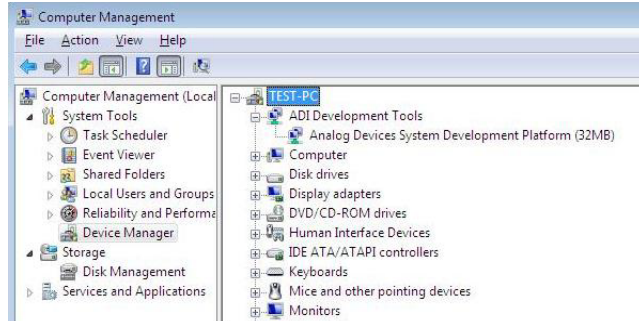 Computer Management
File Action View Help
Computer Management (Local
System Tools
Task Scheduler
Event Viewer
Shared Folders
Local Users and Groups
Reliability and Performa
Device Manager
Storage
Disk Management
Services and Applications
TEST-PC
ADI Development Tools
Analog Devices System Development Platform (32MB)
Computer
Disk drives
Display adapters
DVD/CD-ROM drives
Human Interface Devices
IDE ATA/ATAPI controllers
Keyboards
Mice and other pointing devices
Monitors